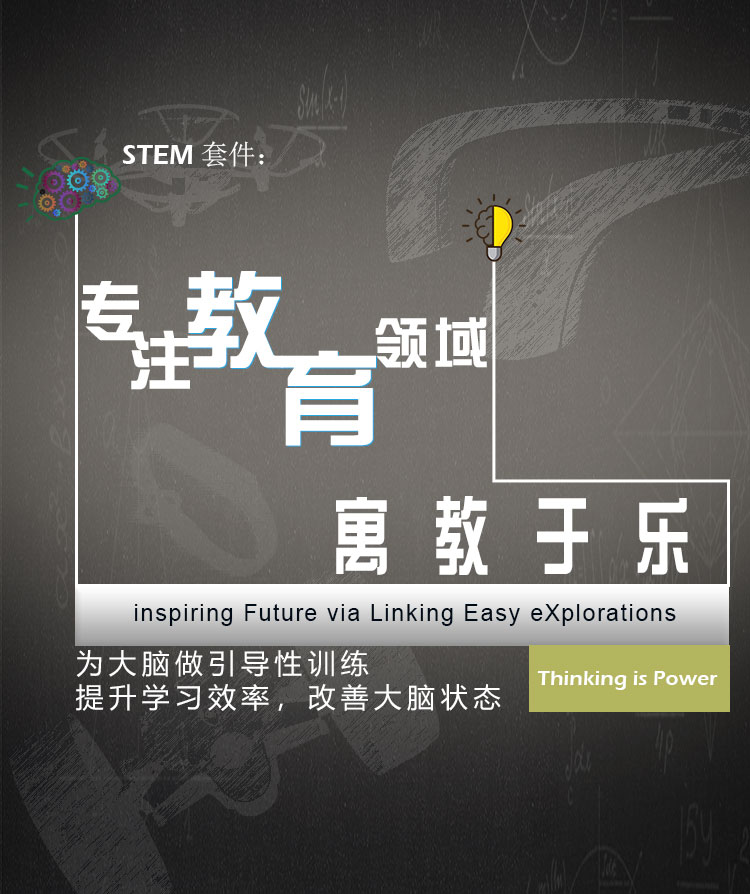 STEM 套件：
专注教育领域
寓教于乐
inspiring Future via Linking Easy eXplorations
为大脑做引导性训练
提升学习效率，改善大脑状态
Thinking is Power
sin(x-1)